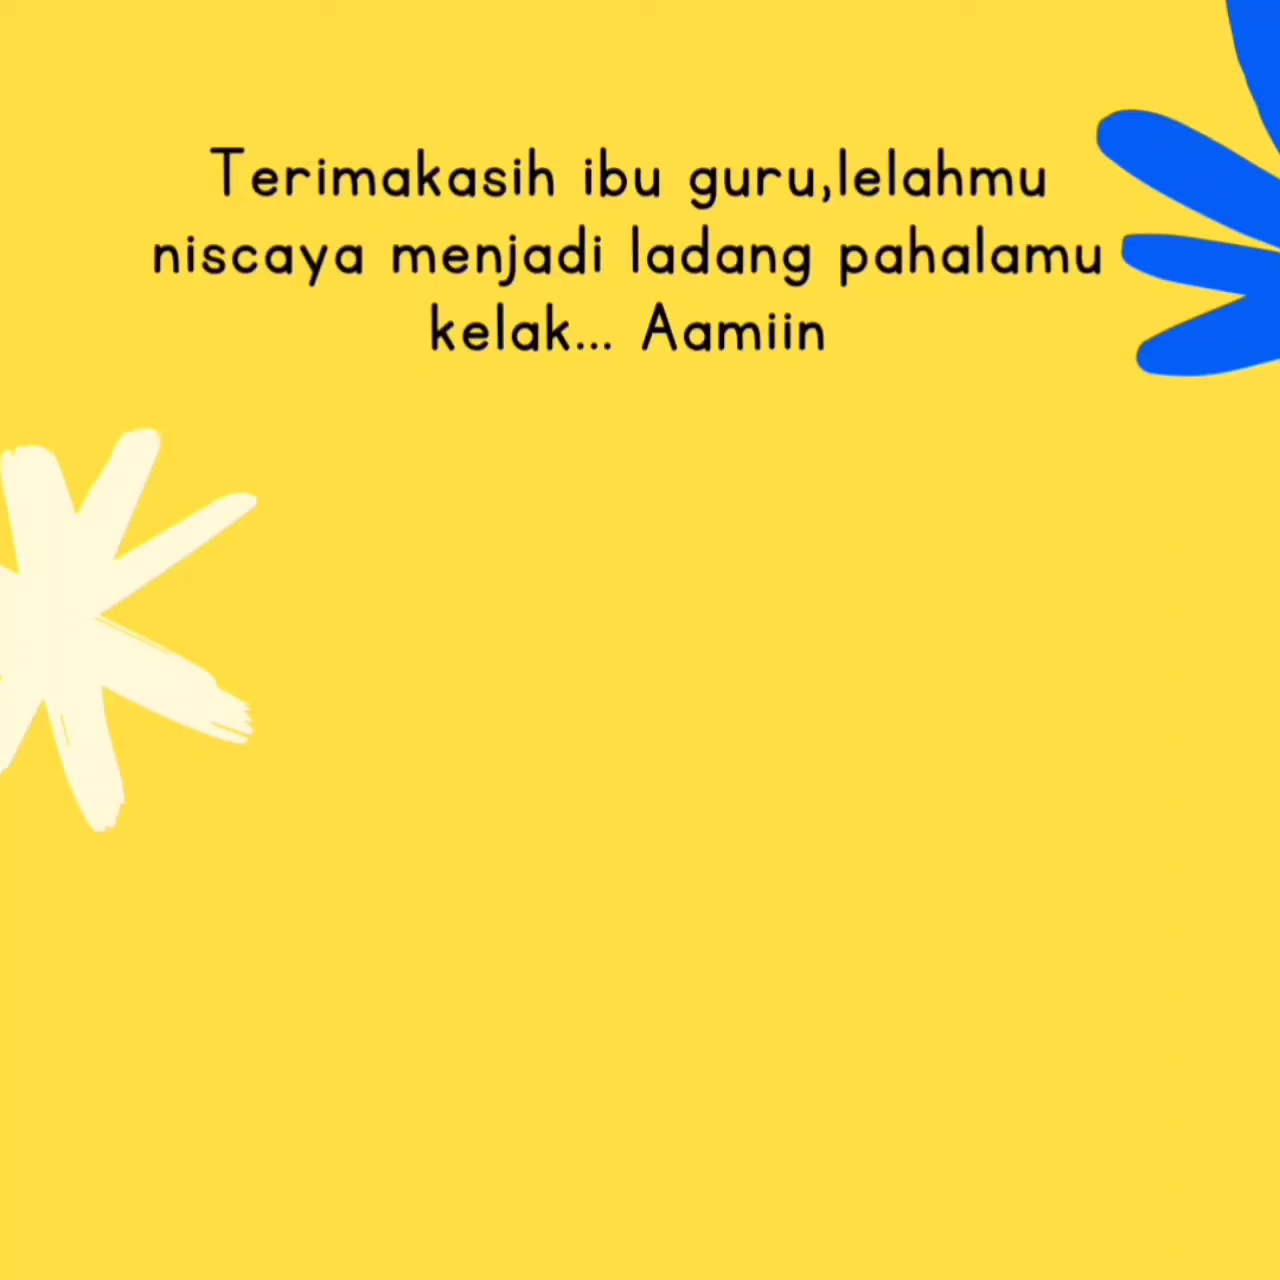 Terimakasih ibu guru,lelahmu
niscaya menjadi ladang pahalamu
kelak... Aamiin